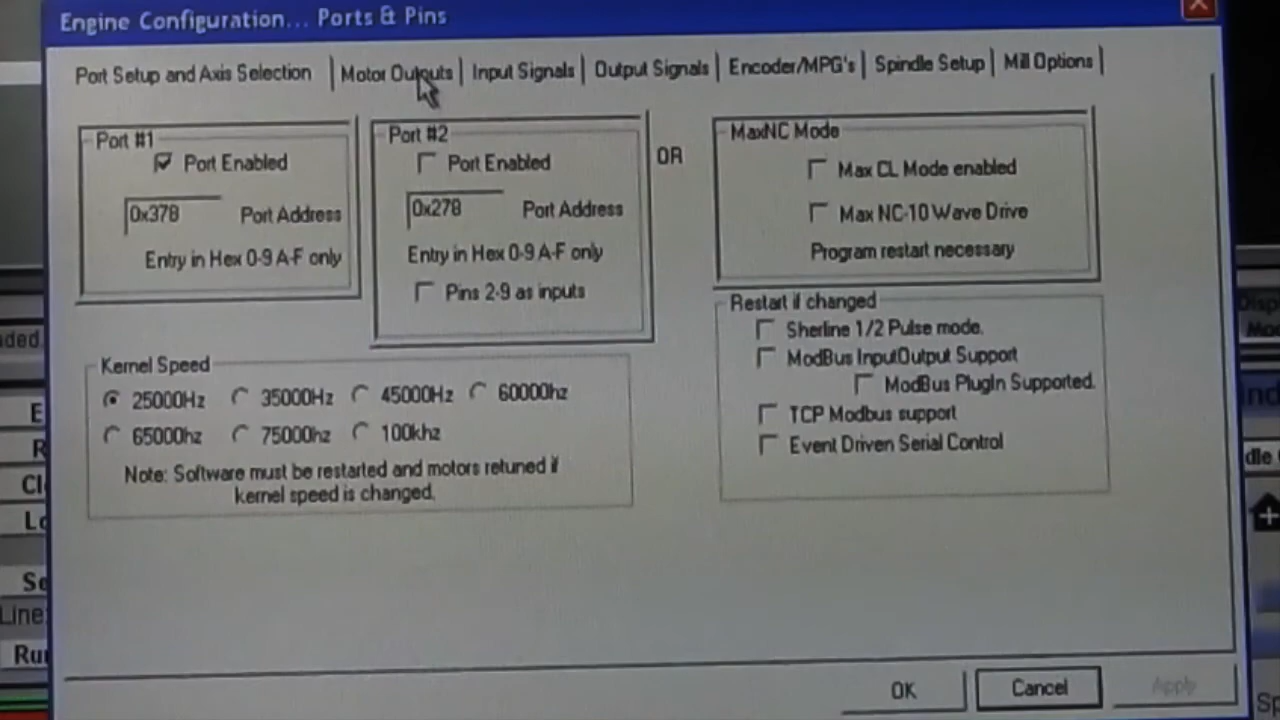 Engine Configuration... Ports & Pins
Port Setup and Axis Selection | Motor Outputs | Input Signals | Output Signals | Encoder/MPG's | Spindle Setup | Mill Options
Port #1
Port Enabled
0x378 Port Address
Entry in Hex 0-9 A-F only
Port #2
Port Enabled
0x278 Port Address
Entry in Hex 0-9 A-F only
Pins 2-9 as inputs
OR
MaxNC Mode
Max CL Mode enabled
Max NC-10 Wave Drive
Program restart necessary
Restart if changed
Sherline 1/2 Pulse mode.
ModBus InputOutput Support
ModBus PlugIn Supported.
TCP Modbus support
Event Driven Serial Control
Kernel Speed
25000Hz 35000Hz 45000Hz 60000hz
65000hz 75000hz 100khz
Note: Software must be restarted and motors retuned if
kernel speed is changed.
OK Cancel Apply
Line: